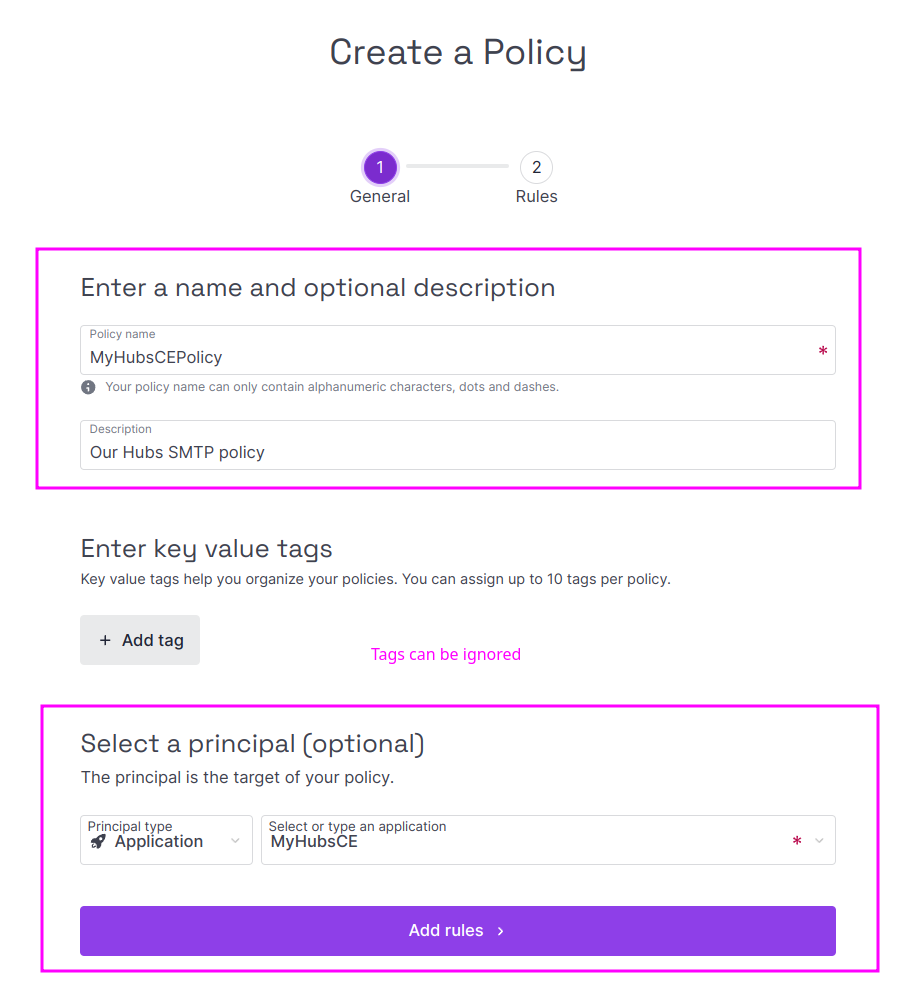 Create a Policy
1
2
General
Rules
Enter a name and optional description
Policy name
MyHubsCEPolicy
*
Your policy name can only contain alphanumeric characters, dots and dashes.
Description
Our Hubs SMTP policy
Enter key value tags
Key value tags help you organize your policies. You can assign up to 10 tags per policy.
+ Add tag
Tags can be ignored
Select a principal (optional)
The principal is the target of your policy.
Principal type
Application
Select or type an application
MyHubsCE
*
Add rules >